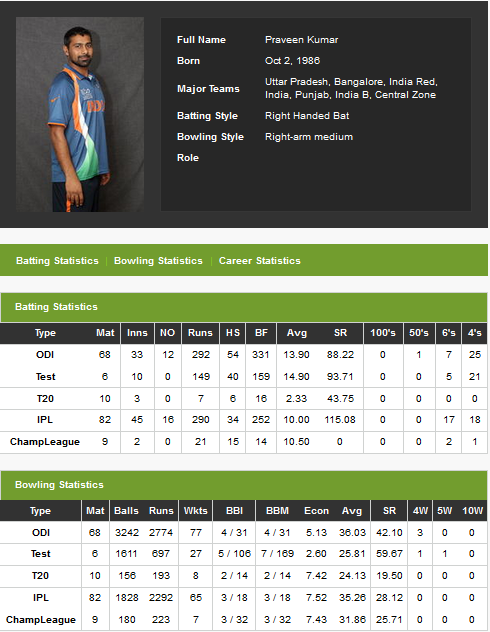 Full Name Praveen Kumar
Born Oct 2, 1986
Major Teams Uttar Pradesh, Bangalore, India Red,
India, Punjab, India B, Central Zone
Batting Style Right Handed Bat
Bowling Style Right-arm medium
Role
Batting Statistics | Bowling Statistics | Career Statistics
Batting Statistics
Type Mat Inns NO Runs HS BF Avg SR 100's 50's 6's 4's
ODI 68 33 12 292 54 331 13.90 88.22 0 1 7 25
Test 6 10 0 149 40 159 14.90 93.71 0 0 5 21
T20 10 3 0 7 6 16 2.33 43.75 0 0 0 0
IPL 82 45 16 290 34 252 10.00 115.08 0 0 17 18
ChampLeague 9 2 0 21 15 14 10.50 0 0 0 2 1
Bowling Statistics
Type Mat Balls Runs Wkts BBI BBM Econ Avg SR 4W 5W 10W
ODI 68 3242 2774 77 4 / 31 4 / 31 5.13 36.03 42.10 3 0 0
Test 6 1611 697 27 5 / 106 7 / 169 2.60 25.81 59.67 1 1 0
T20 10 156 193 8 2 / 14 2 / 14 7.42 24.13 19.50 0 0 0
IPL 82 1828 2292 65 3 / 18 3 / 18 7.52 35.26 28.12 0 0 0
ChampLeague 9 180 223 7 3 / 32 3 / 32 7.43 31.86 25.71 0 0 0